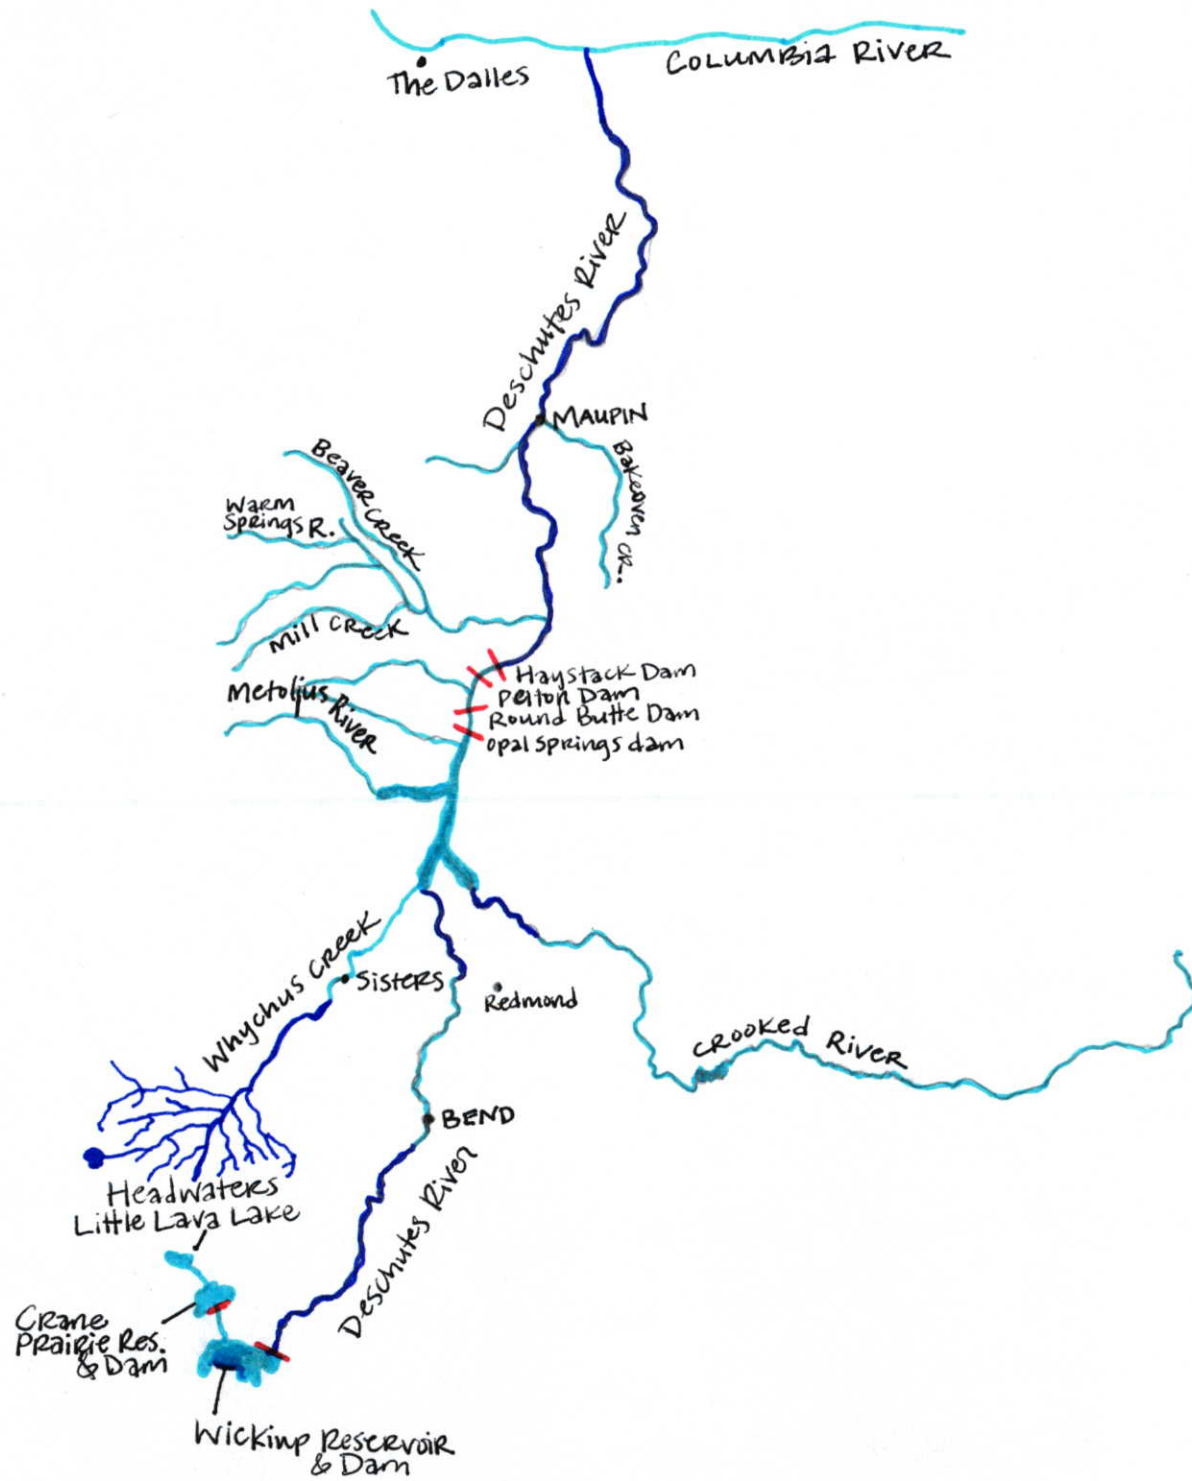 The Dalles
COLUMBIA RIVER
Deschutes River
MAUPIN
Bakeoven CR.
Beaver Creek
Warm
Springs R.
Mill Creek
Haystack Dam
Pelton Dam
Round Butte Dam
Opal Springs dam
Metolius
River
Whychus Creek
Sisters
Redmond
CROOKED RIVER
BEND
Deschutes River
Headwaters
Little Lava Lake
Crane
Prairie Res.
& Dam
Wickiup Reservoir
& Dam